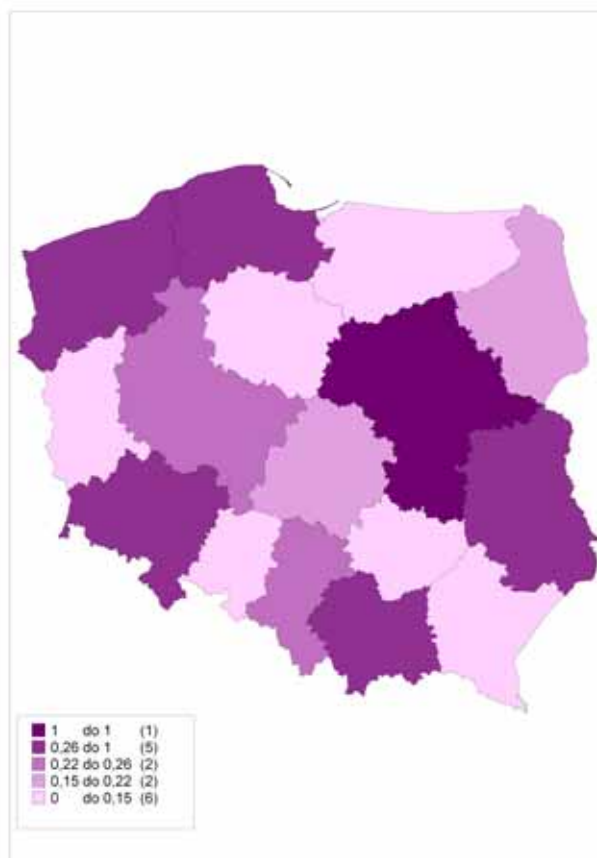 1 do 1 (1)
0,26 do 1 (5)
0,22 do 0,26 (2)
0,15 do 0,22 (2)
0 do 0,15 (6)